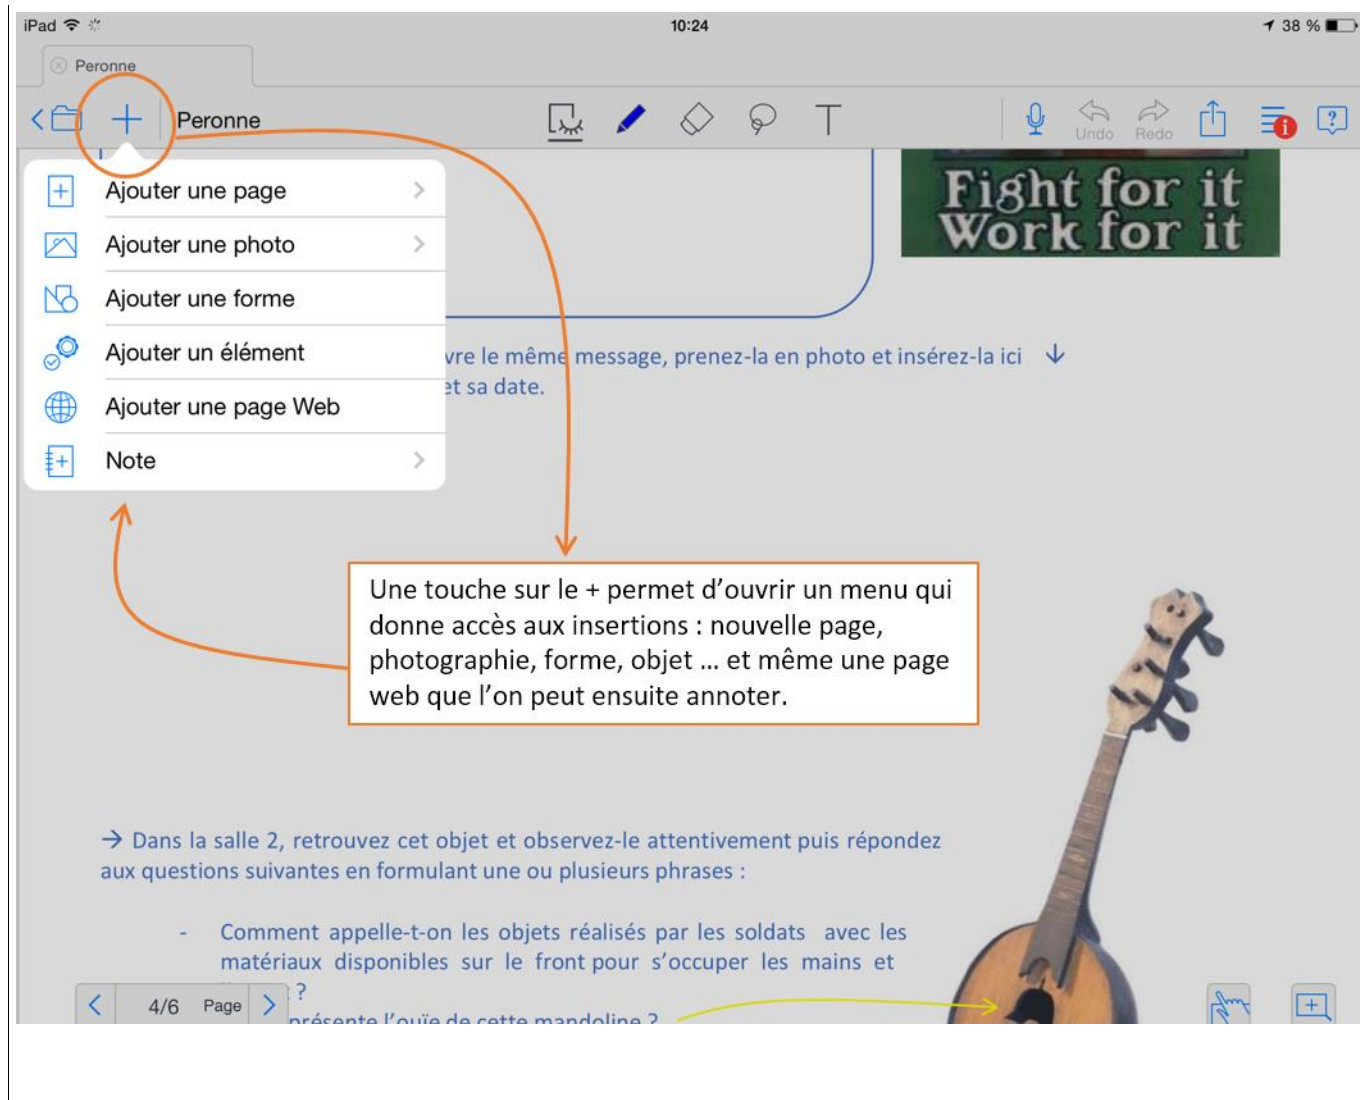 iPad
10:24
38 %
Peronne
Peronne
T
Undo
Redo
Ajouter une page
Ajouter une photo
Ajouter une forme
Ajouter un élément
Ajouter une page Web
Note
Fight for it
Work for it
vre le même message, prenez-la en photo et insérez-la ici ↓
et sa date.
Une touche sur le + permet d'ouvrir un menu qui
donne accès aux insertions : nouvelle page,
photographie, forme, objet ... et même une page
web que l'on peut ensuite annoter.
→ Dans la salle 2, retrouvez cet objet et observez-le attentivement puis répondez
aux questions suivantes en formulant une ou plusieurs phrases :
- Comment appelle-t-on les objets réalisés par les soldats avec les
matériaux disponibles sur le front pour s'occuper les mains et
?
présente l'ouïe de cette mandoline ?
4/6 Page